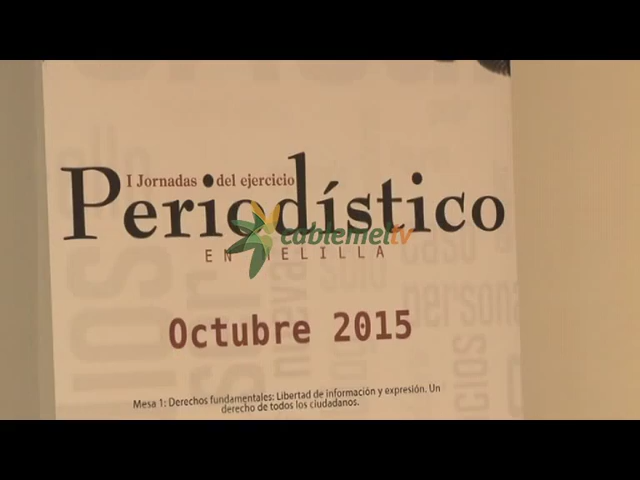 I Jornadas del ejercicio
Periodístico
EN MELILLA
cablemeltv
Octubre 2015
Mesa 1: Derechos fundamentales: Libertad de información y expresión. Un
derecho de todos los ciudadanos.